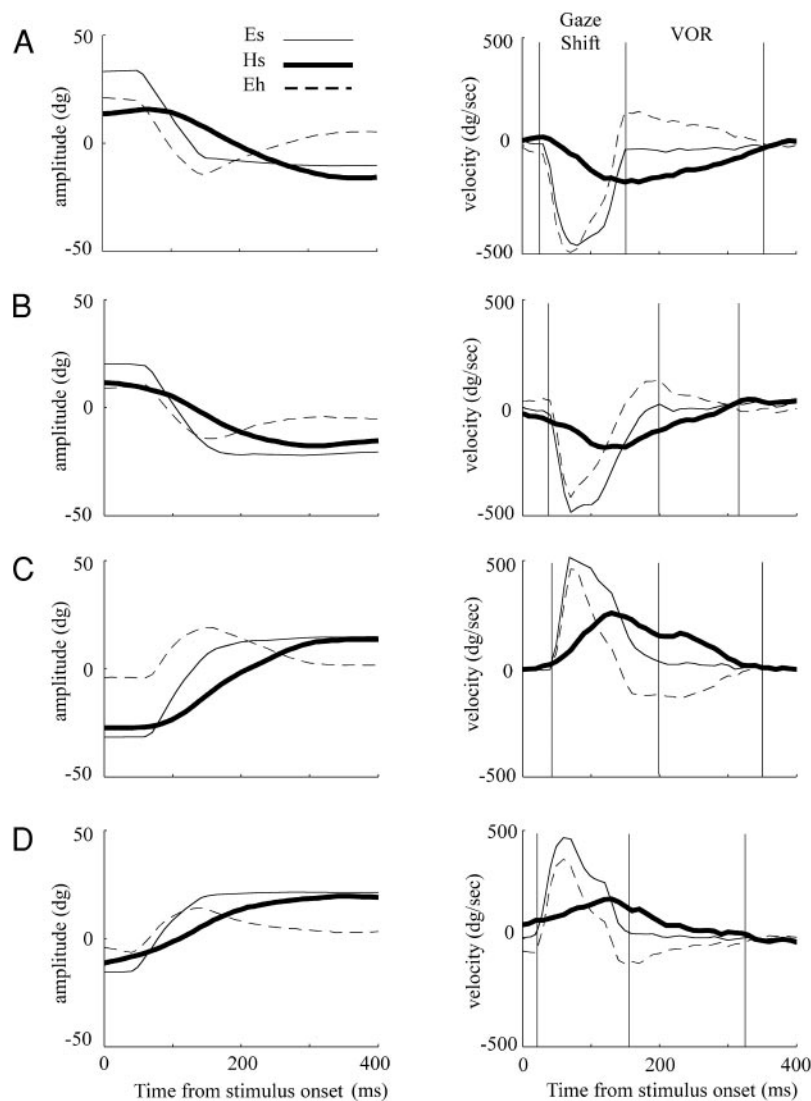 A
50
0
-50
amplitude (dg)
Es
Hs
Eh
Gaze
Shift
VOR
500
0
-500
velocity (dg/sec)
B
50
0
-50
amplitude (dg)
500
0
-500
velocity (dg/sec)
C
50
0
-50
amplitude (dg)
500
0
-500
velocity (dg/sec)
D
50
0
-50
amplitude (dg)
0
200
400
Time from stimulus onset (ms)
500
0
-500
velocity (dg/sec)
0
200
400
Time from stimulus onset (ms)